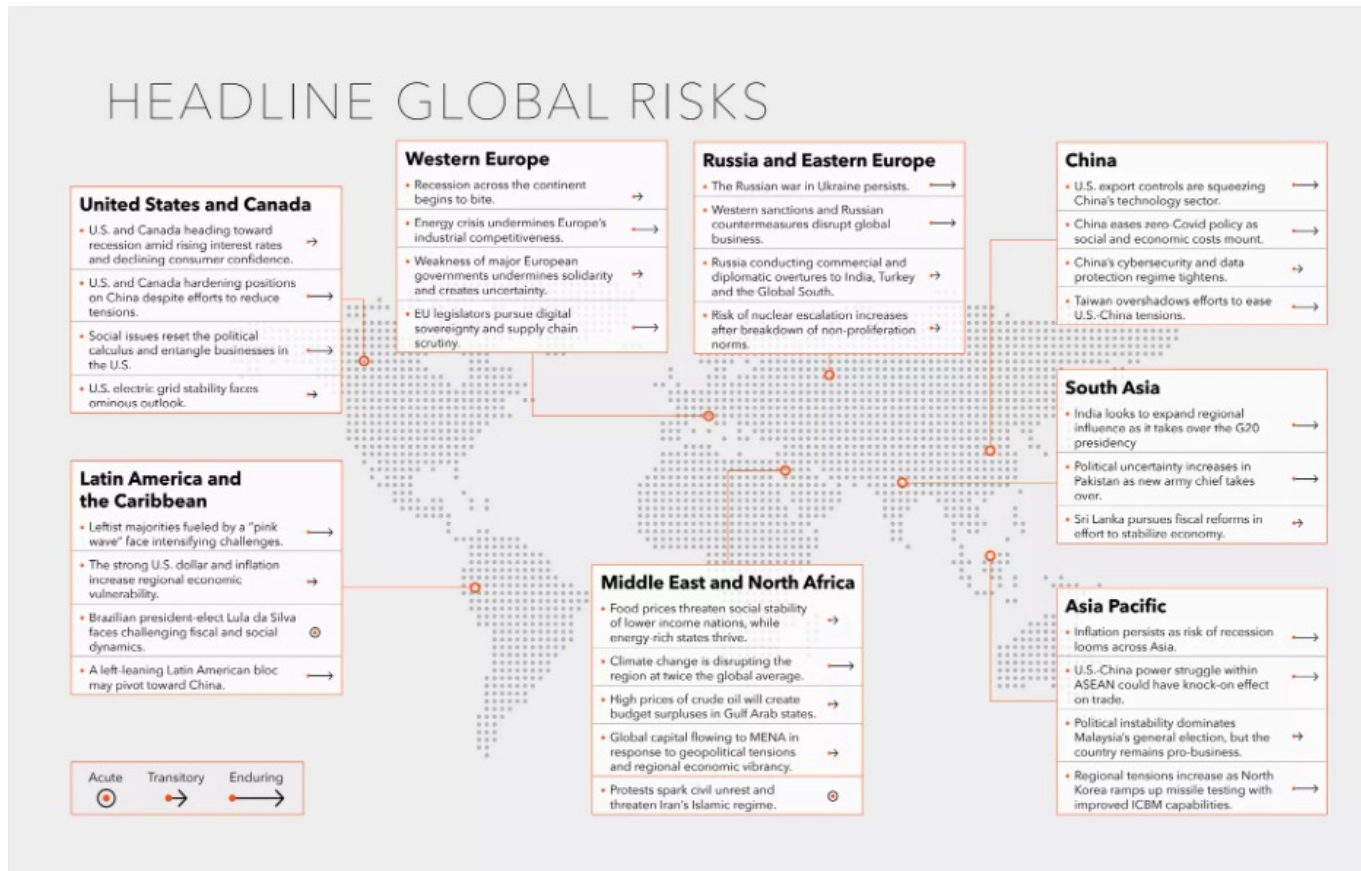 HEADLINE GLOBAL RISKS
United States and Canada
• U.S. and Canada heading toward
recession amid rising interest rates
and declining consumer confidence.
• U.S. and Canada hardening positions
on China despite efforts to reduce
tensions.
• Social issues reset the political
calculus and entangle businesses in
the U.S.
• U.S. electric grid stability faces
ominous outlook.
Western Europe
• Recession across the continent
begins to bite.
• Energy crisis undermines Europe's
industrial competitiveness.
• Weakness of major European
governments undermines solidarity
and creates uncertainty.
• EU legislators pursue digital
sovereignty and supply chain
scrutiny.
Russia and Eastern Europe
• The Russian war in Ukraine persists.
• Western sanctions and Russian
countermeasures disrupt global
business.
• Russia conducting commercial and
diplomatic overtures to India, Turkey
and the Global South.
• Risk of nuclear escalation increases
after breakdown of non-proliferation
norms.
China
• U.S. export controls are squeezing
China's technology sector.
• China eases zero-Covid policy as
social and economic costs mount.
• China's cybersecurity and data
protection regime tightens.
• Taiwan overshadows efforts to ease
U.S.-China tensions.
South Asia
• India looks to expand regional
influence as it takes over the G20
presidency
• Political uncertainty increases in
Pakistan as new army chief takes
over.
• Sri Lanka pursues fiscal reforms in
effort to stabilize economy.
Latin America and
the Caribbean
• Leftist majorities fueled by a "pink
wave" face intensifying challenges.
• The strong U.S. dollar and inflation
increase regional economic
vulnerability.
• Brazilian president-elect Lula da Silva
faces challenging fiscal and social
dynamics.
• A left-leaning Latin American bloc
may pivot toward China.
Middle East and North Africa
• Food prices threaten social stability
of lower income nations, while
energy-rich states thrive.
• Climate change is disrupting the
region at twice the global average.
• High prices of crude oil will create
budget surpluses in Gulf Arab states.
• Global capital flowing to MENA in
response to geopolitical tensions
and regional economic vibrancy.
• Protests spark civil unrest and
threaten Iran's Islamic regime.
Asia Pacific
• Inflation persists as risk of recession
looms across Asia.
• U.S.-China power struggle within
ASEAN could have knock-on effect
on trade.
• Political instability dominates
Malaysia's general election, but the
country remains pro-business.
• Regional tensions increase as North
Korea ramps up missile testing with
improved ICBM capabilities.
Acute Transitory Enduring